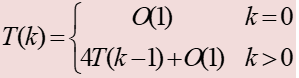 T(k) = { O(1) k = 0
4T(k−1) + O(1) k > 0